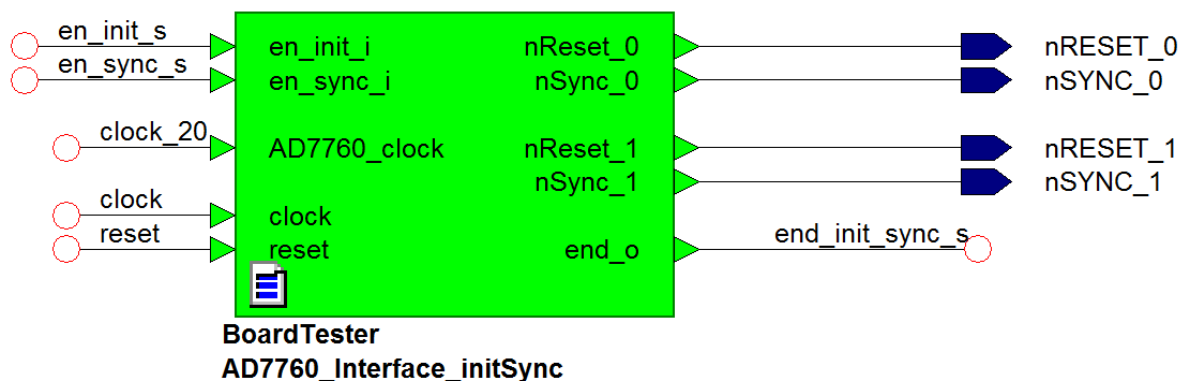 en_init_s
en_init_i
nReset_0
nRESET_0
en_sync_s
en_sync_i
nSync_0
nSYNC_0
clock_20
AD7760_clock
nReset_1
nRESET_1
nSync_1
nSYNC_1
clock
clock
reset
reset
end_o
end_init_sync_s
BoardTester
AD7760_Interface_initSync